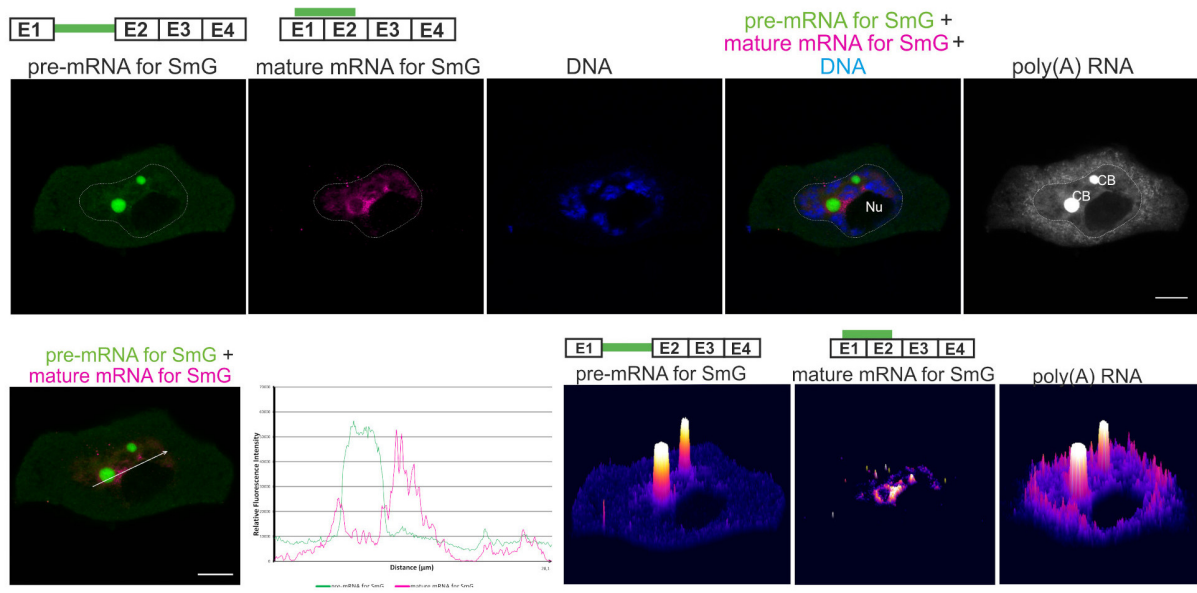 pre-mRNA for SmG +
mature mRNA for SmG +
E1 E2 E3 E4
E1 E2 E3 E4
pre-mRNA for SmG
mature mRNA for SmG
DNA
DNA
poly(A) RNA
Nu
CB
CB
pre-mRNA for SmG +
mature mRNA for SmG
Relative Fluorescence Intensity
Distance (μm)
pre-mRNA for SmG
mature mRNA for SmG
E1 E2 E3 E4
E1 E2 E3 E4
pre-mRNA for SmG
mature mRNA for SmG
poly(A) RNA